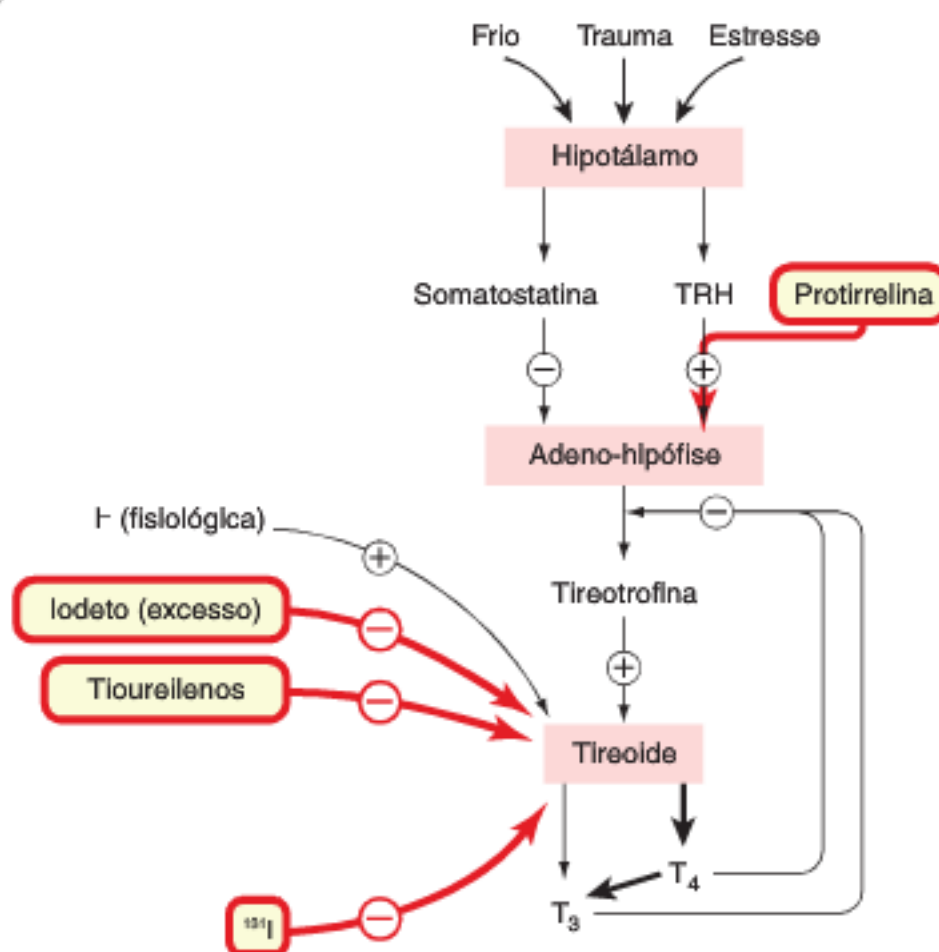 Frio Trauma Estresse
Hipotálamo
Somatostatina TRH Protirrelina
− +
Adeno-hipófise
I- (fisiológica) −
+
Iodeto (excesso) Tireotrofina
−
Tioureilenos +
−
Tireoide
T4
131I − T3